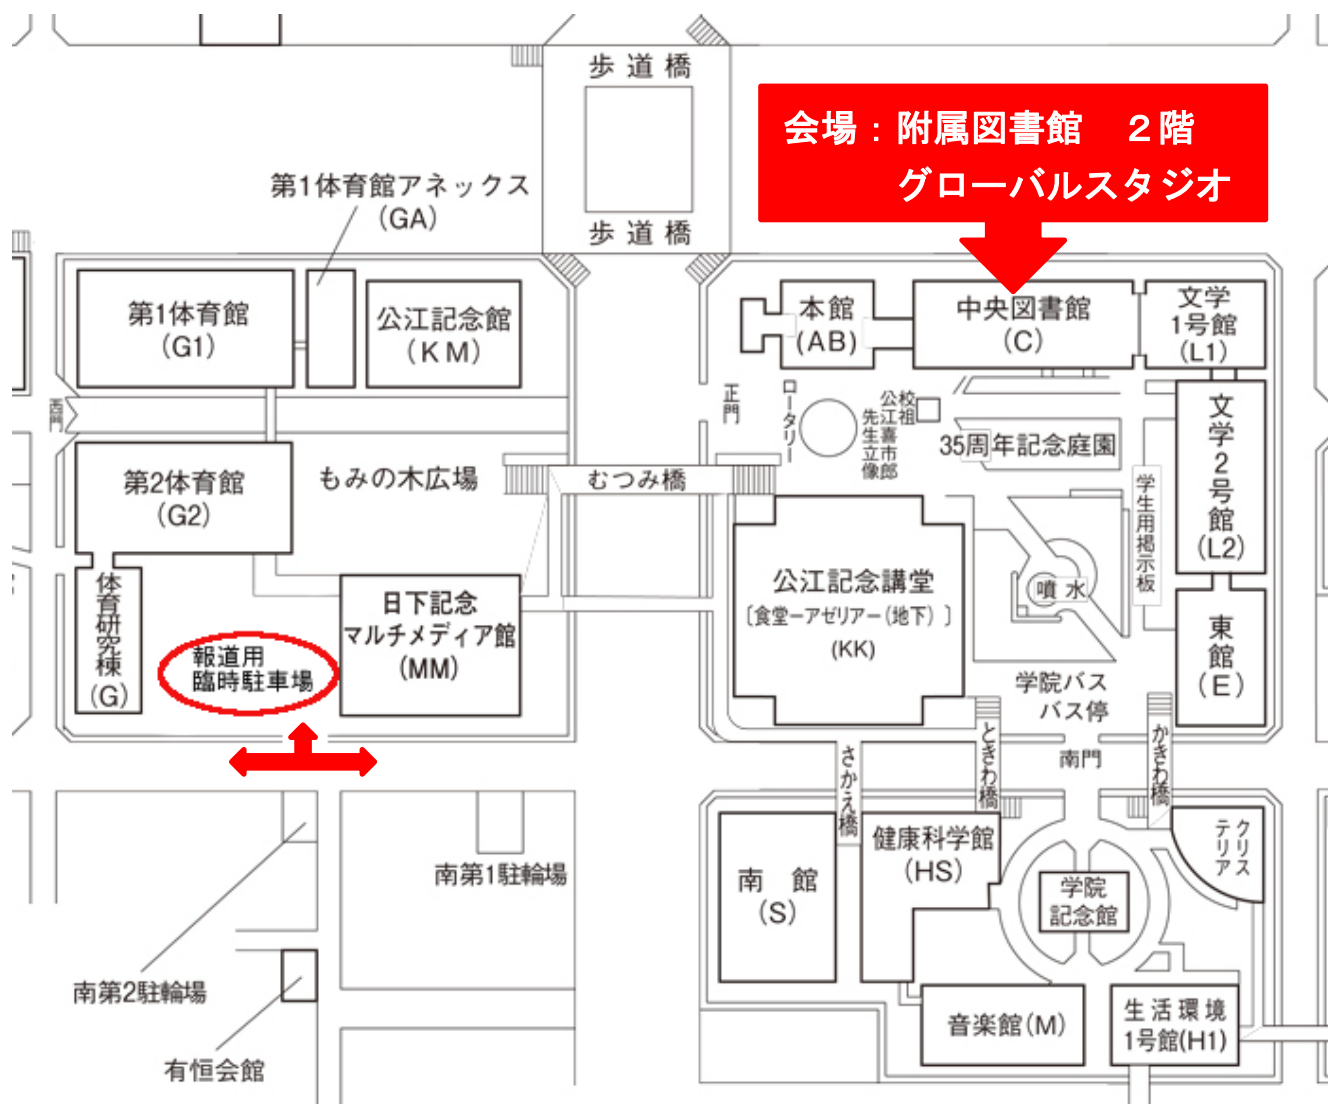 歩道橋
会場：附属図書館　２階
グローバルスタジオ
第1体育館アネックス
(GA)
歩道橋
第1体育館
(G1)
公江記念館
(KM)
本館
(AB)
中央図書館
(C)
文学
1号館
(L1)
西門
正門
ロータリー
校祖
公江喜市郎
先生立像
35周年記念庭園
文学2号館
(L2)
第2体育館
(G2)
もみの木広場
むつみ橋
学生用掲示板
体育研究棟
(G)
日下記念
マルチメディア館
(MM)
公江記念講堂
〔食堂－アゼリアー(地下)〕
(KK)
噴水
東館
(E)
報道用
臨時駐車場
学院バス
バス停
さかえ橋
ときわ橋
南門
かきわ橋
南第1駐輪場
南館
(S)
健康科学館
(HS)
学院
記念館
クリス
テリア
南第2駐輪場
有恒会館
音楽館(M)
生活環境
1号館(H1)